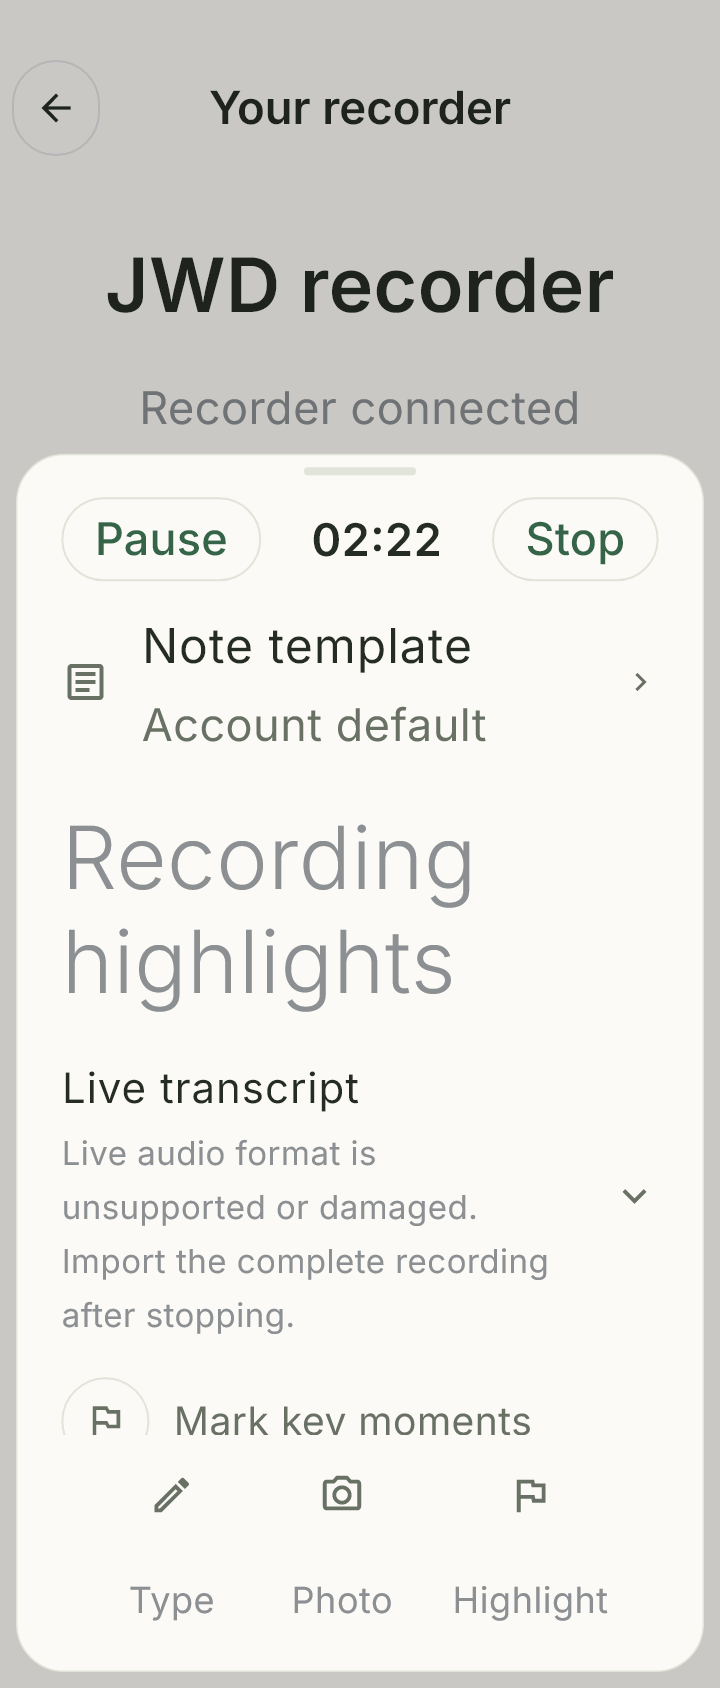 Your recorder
JWD recorder
Recorder connected
Pause
02:22
Stop
Note template
Account default
Recording
highlights
Live transcript
Live audio format is
unsupported or damaged.
Import the complete recording
after stopping.
Mark key moments
Type
Photo
Highlight